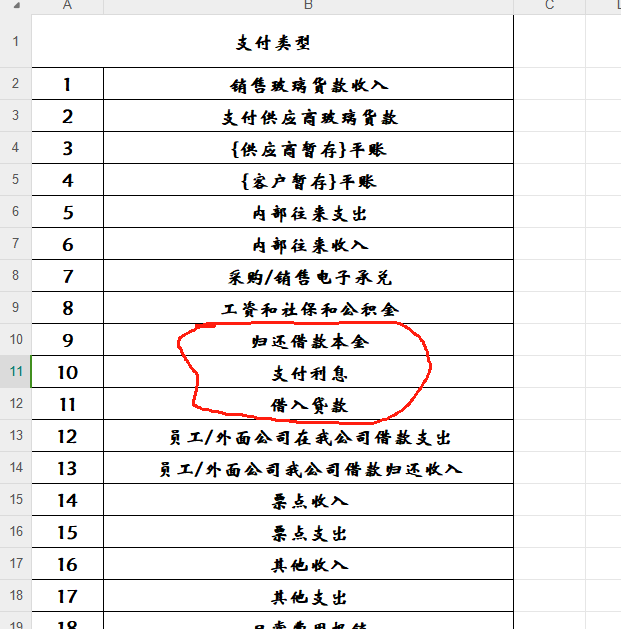 A B C
1 支付类型
2 1 销售玻璃货款收入
3 2 支付供应商玻璃货款
4 3 {供应商暂存}平账
5 4 {客户暂存}平账
6 5 内部往来支出
7 6 内部往来收入
8 7 采购/销售电子承兑
9 8 工资和社保和公积金
10 9 归还借款本金
11 10 支付利息
12 11 借入贷款
13 12 员工/外面公司在我公司借款支出
14 13 员工/外面公司我公司借款归还收入
15 14 票点收入
16 15 票点支出
17 16 其他收入
18 17 其他支出
19 18